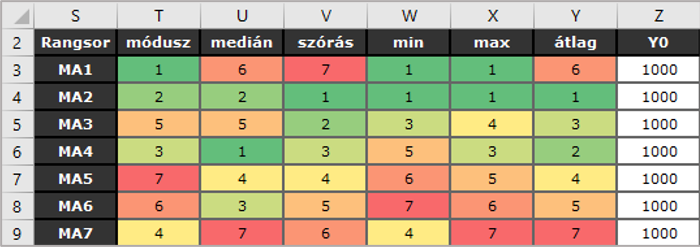 S T U V W X Y Z
2 Rangsor módusz medián szórás min max átlag Y0
3 MA1 1 6 7 1 1 6 1000
4 MA2 2 2 1 1 1 1 1000
5 MA3 5 5 2 3 4 3 1000
6 MA4 3 1 3 5 3 2 1000
7 MA5 7 4 4 6 5 4 1000
8 MA6 6 3 5 7 6 5 1000
9 MA7 4 7 6 4 7 7 1000